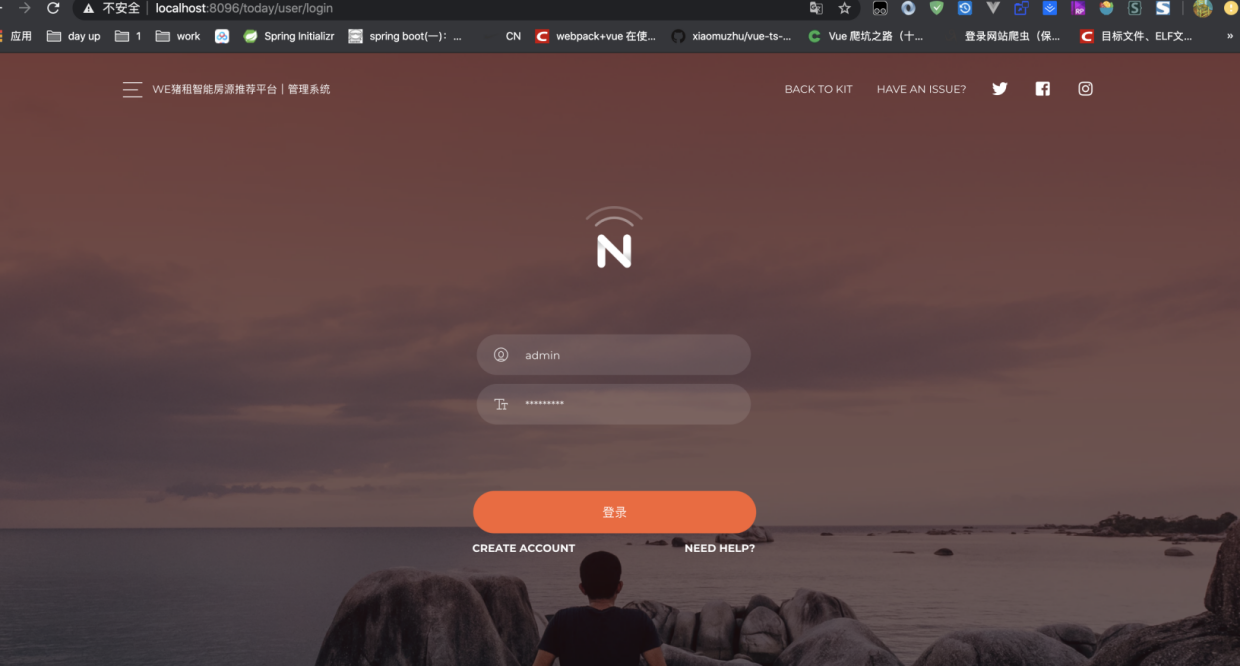 不安全 localhost:8096/today/user/login
应用 day up 1 work Spring Initializr spring boot(一): ... CN webpack+vue 在使... xiaomuzhu/vue-ts-... Vue 爬坑之路（十... 登录网站爬虫（保... 目标文件、ELF文... »
WE猪租智能房源推荐平台 | 管理系统 BACK TO KIT HAVE AN ISSUE?
N
admin
*********
登录
CREATE ACCOUNT NEED HELP?